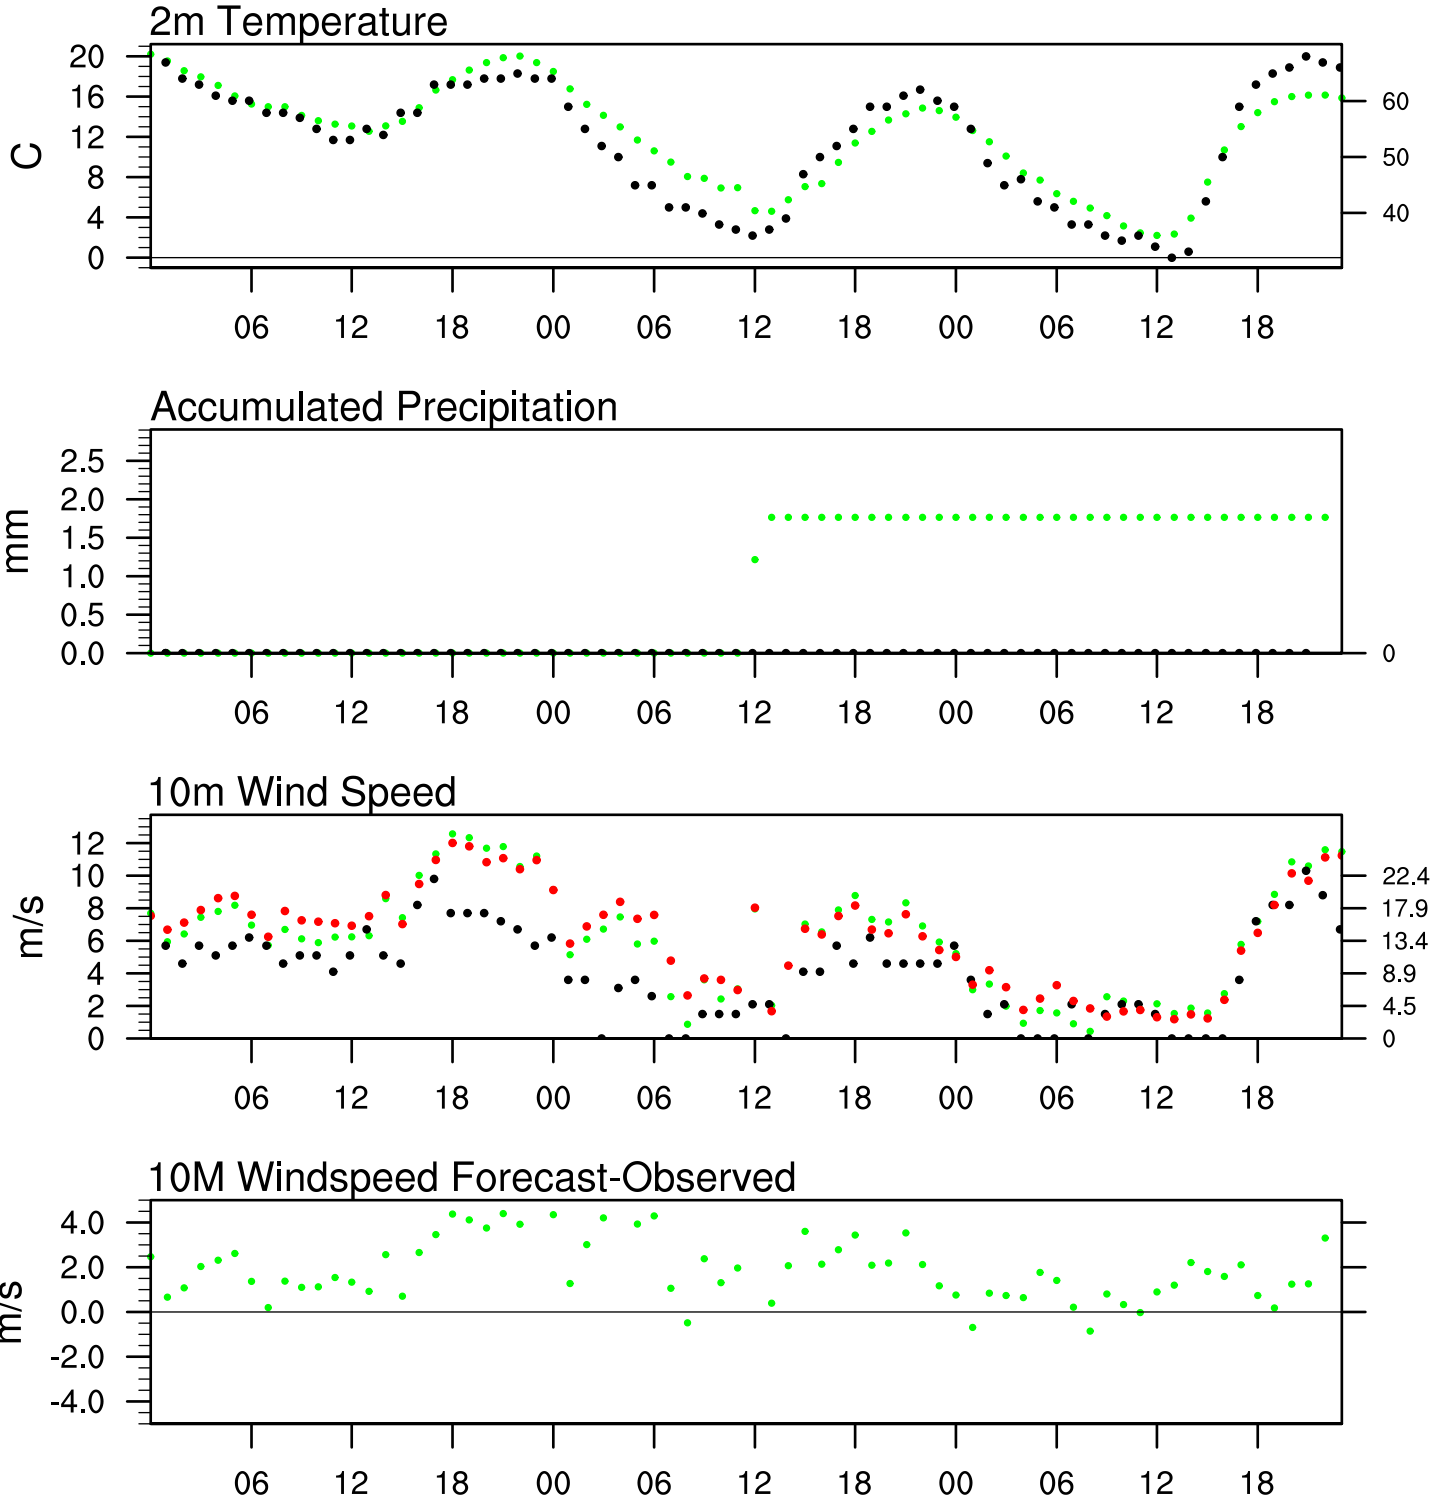 2m Temperature
20
16
12
8
4
0
C
60
50
40
06 12 18 00 06 12 18 00 06 12 18
Accumulated Precipitation
2.5
2.0
1.5
1.0
0.5
0.0
mm
0
06 12 18 00 06 12 18 00 06 12 18
10m Wind Speed
12
10
8
6
4
2
0
m/s
22.4
17.9
13.4
8.9
4.5
0
06 12 18 00 06 12 18 00 06 12 18
10M Windspeed Forecast-Observed
4.0
2.0
0.0
-2.0
-4.0
m/s
06 12 18 00 06 12 18 00 06 12 18